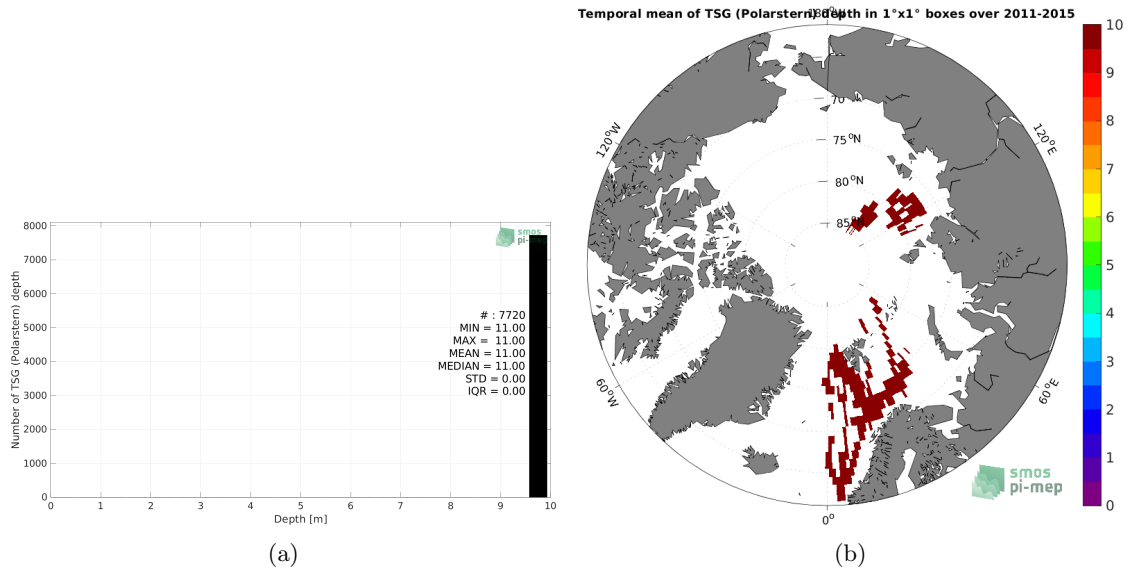 Number of TSG (Polarstern) depth
8000
7000
6000
5000
4000
3000
2000
1000
0
smos
pi-mep
# : 7720
MIN = 11.00
MAX = 11.00
MEAN = 11.00
MEDIAN = 11.00
STD = 0.00
IQR = 0.00
0 1 2 3 4 5 6 7 8 9 10
Depth [m]
(a)
Temporal mean of TSG (Polarstern) depth in 1°x1° boxes over 2011-2015
180°W
120°W
120°E
60°W
60°E
0°
70°N
75°N
80°N
85°N
smos
pi-mep
10
9
8
7
6
5
4
3
2
1
0
(b)